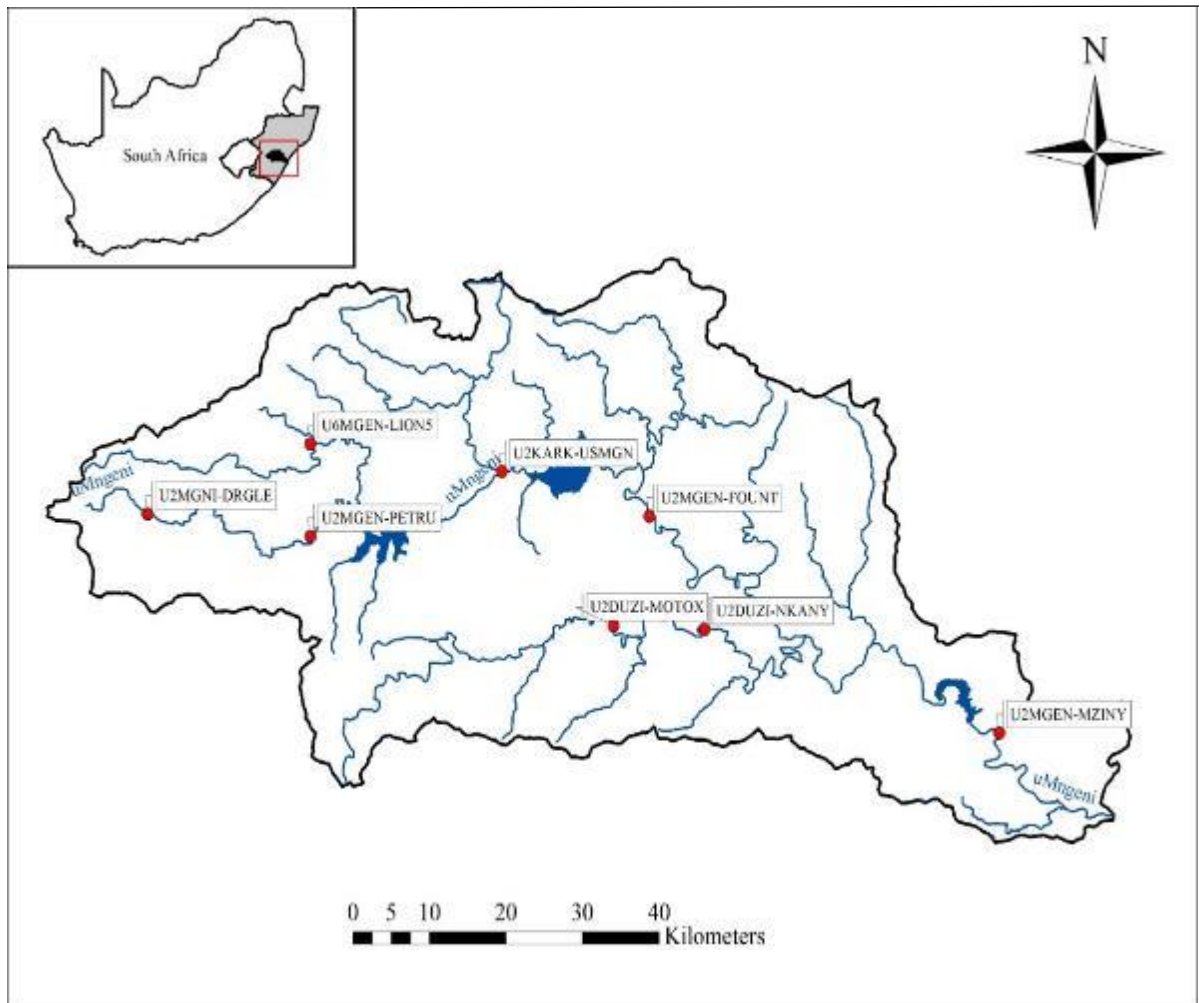 N
South Africa
U6MGEN-LION5
U2KARK-USMGN
uMngeni
uMngeni
U2MGNI-DRGLE
U2MGEN-FOUNT
U2MGEN-PETRU
U2DUZI-MOTOX
U2DUZI-NKANY
U2MGEN-MZINY
uMngeni
0 5 10 20 30 40
Kilometers